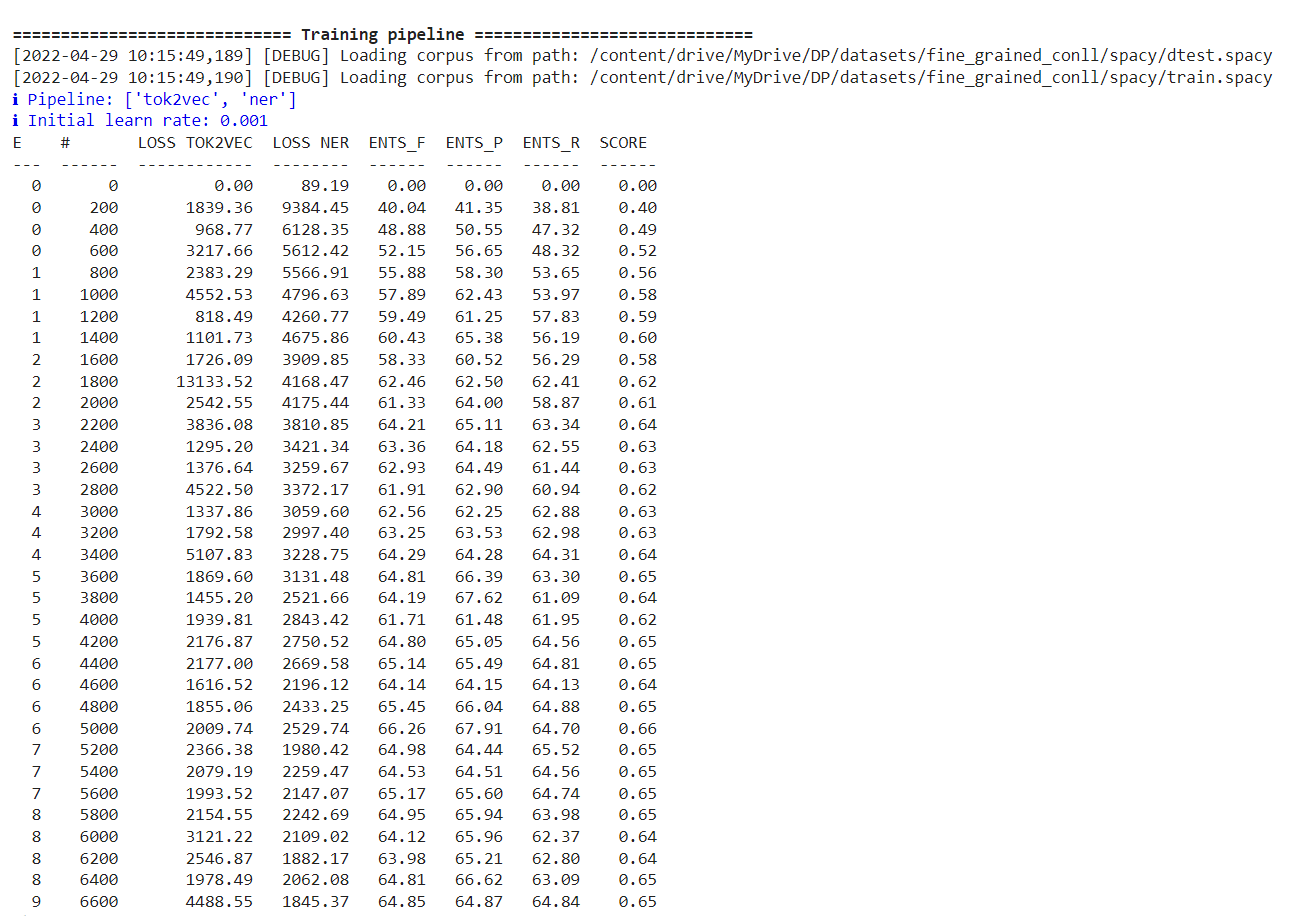 ============================= Training pipeline =============================
[2022-04-29 10:15:49,189] [DEBUG] Loading corpus from path: /content/drive/MyDrive/DP/datasets/fine_grained_conll/spacy/dtest.spacy
[2022-04-29 10:15:49,190] [DEBUG] Loading corpus from path: /content/drive/MyDrive/DP/datasets/fine_grained_conll/spacy/train.spacy
ℹ Pipeline: ['tok2vec', 'ner']
ℹ Initial learn rate: 0.001
E    #       LOSS TOK2VEC  LOSS NER  ENTS_F  ENTS_P  ENTS_R  SCORE
---  ------  ------------  --------  ------  ------  ------  ------
  0       0          0.00     89.19    0.00    0.00    0.00    0.00
  0     200       1839.36   9384.45   40.04   41.35   38.81    0.40
  0     400        968.77   6128.35   48.88   50.55   47.32    0.49
  0     600       3217.66   5612.42   52.15   56.65   48.32    0.52
  1     800       2383.29   5566.91   55.88   58.30   53.65    0.56
  1    1000       4552.53   4796.63   57.89   62.43   53.97    0.58
  1    1200        818.49   4260.77   59.49   61.25   57.83    0.59
  1    1400       1101.73   4675.86   60.43   65.38   56.19    0.60
  2    1600       1726.09   3909.85   58.33   60.52   56.29    0.58
  2    1800      13133.52   4168.47   62.46   62.50   62.41    0.62
  2    2000       2542.55   4175.44   61.33   64.00   58.87    0.61
  3    2200       3836.08   3810.85   64.21   65.11   63.34    0.64
  3    2400       1295.20   3421.34   63.36   64.18   62.55    0.63
  3    2600       1376.64   3259.67   62.93   64.49   61.44    0.63
  3    2800       4522.50   3372.17   61.91   62.90   60.94    0.62
  4    3000       1337.86   3059.60   62.56   62.25   62.88    0.63
  4    3200       1792.58   2997.40   63.25   63.53   62.98    0.63
  4    3400       5107.83   3228.75   64.29   64.28   64.31    0.64
  5    3600       1869.60   3131.48   64.81   66.39   63.30    0.65
  5    3800       1455.20   2521.66   64.19   67.62   61.09    0.64
  5    4000       1939.81   2843.42   61.71   61.48   61.95    0.62
  5    4200       2176.87   2750.52   64.80   65.05   64.56    0.65
  6    4400       2177.00   2669.58   65.14   65.49   64.81    0.65
  6    4600       1616.52   2196.12   64.14   64.15   64.13    0.64
  6    4800       1855.06   2433.25   65.45   66.04   64.88    0.65
  6    5000       2009.74   2529.74   66.26   67.91   64.70    0.66
  7    5200       2366.38   1980.42   64.98   64.44   65.52    0.65
  7    5400       2079.19   2259.47   64.53   64.51   64.56    0.65
  7    5600       1993.52   2147.07   65.17   65.60   64.74    0.65
  8    5800       2154.55   2242.69   64.95   65.94   63.98    0.65
  8    6000       3121.22   2109.02   64.12   65.96   62.37    0.64
  8    6200       2546.87   1882.17   63.98   65.21   62.80    0.64
  8    6400       1978.49   2062.08   64.81   66.62   63.09    0.65
  9    6600       4488.55   1845.37   64.85   64.87   64.84    0.65